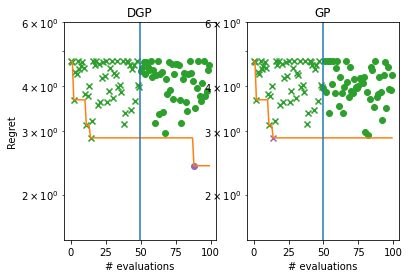 DGP
GP
6 × 10⁰
4 × 10⁰
3 × 10⁰
2 × 10⁰
6 × 10⁰
4 × 10⁰
3 × 10⁰
2 × 10⁰
Regret
0 25 50 75 100
0 25 50 75 100
# evaluations
# evaluations